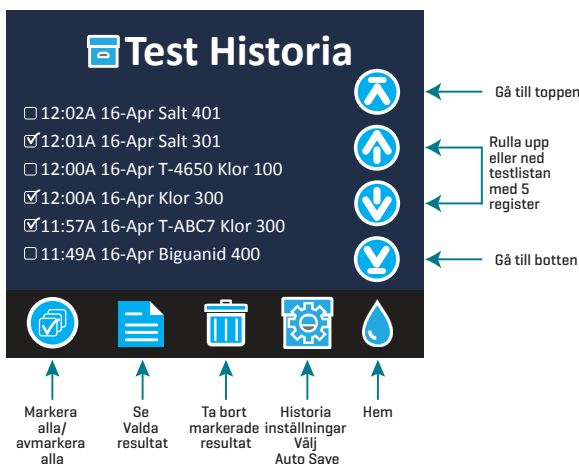 Test Historia
12:02A 16-Apr Salt 401
12:01A 16-Apr Salt 301
12:00A 16-Apr T-4650 Klor 100
12:00A 16-Apr Klor 300
11:57A 16-Apr T-ABC7 Klor 300
11:49A 16-Apr Biguanid 400
Gå till toppen
Rulla upp
eller ned
testlistan
med 5
register
Gå till botten
Markera
alla/
avmarkera
alla
Se
Valda
resultat
Ta bort
markerade
resultat
Historia
inställningar
Välj
Auto Save
Hem